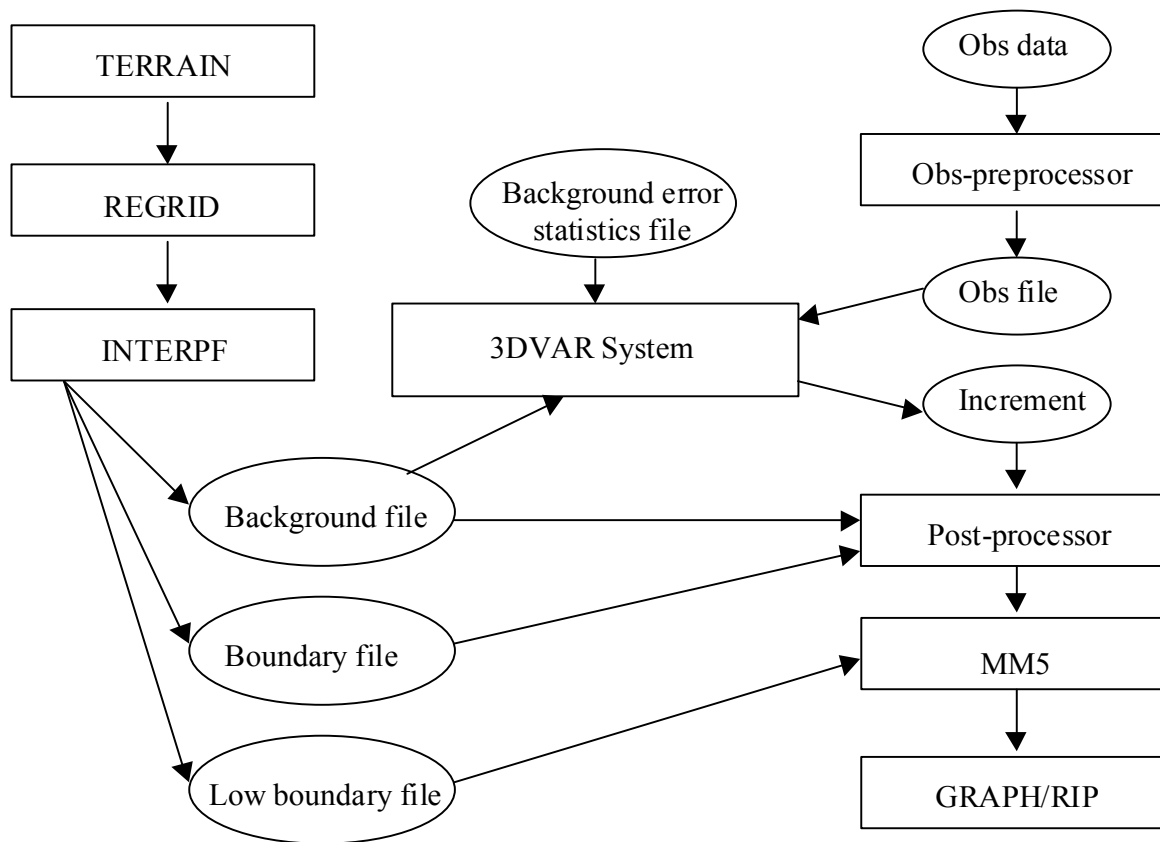 TERRAIN
REGRID
INTERPF
Background error
statistics file
3DVAR System
Background file
Boundary file
Low boundary file
Obs data
Obs-preprocessor
Obs file
Increment
Post-processor
MM5
GRAPH/RIP